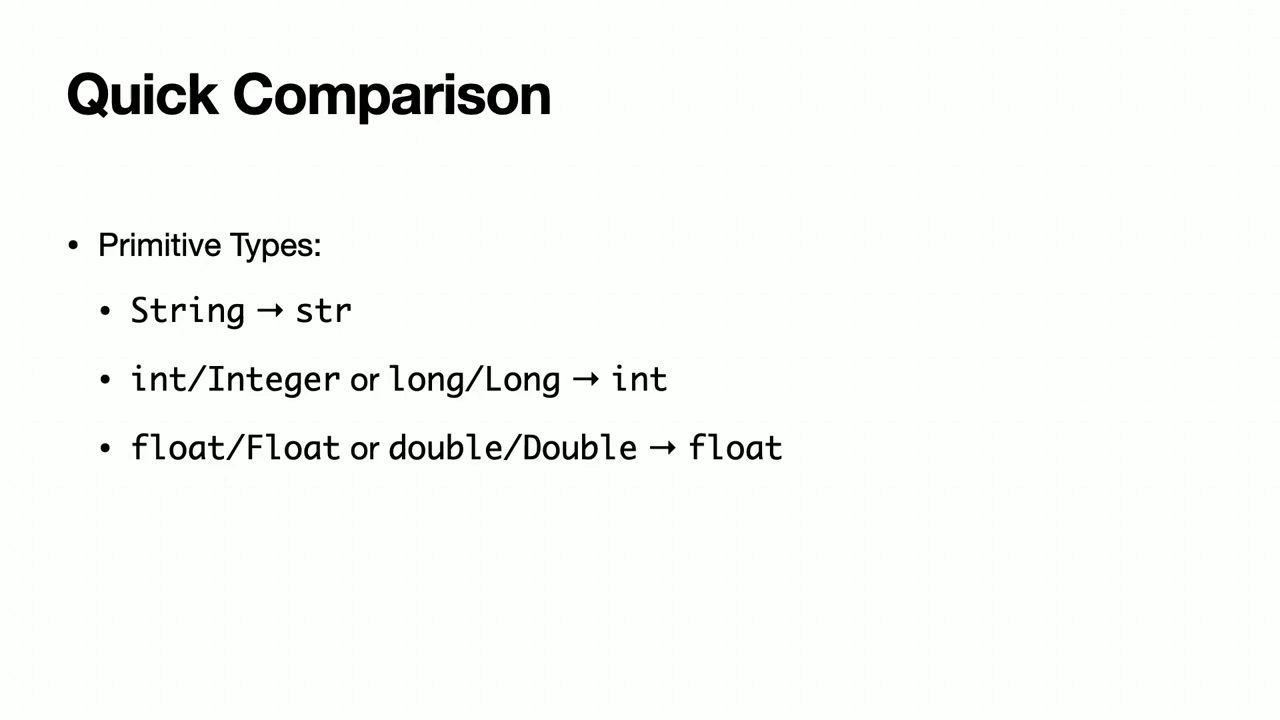 Quick Comparison
• Primitive Types:
• String → str
• int/Integer or long/Long → int
• float/Float or double/Double → float